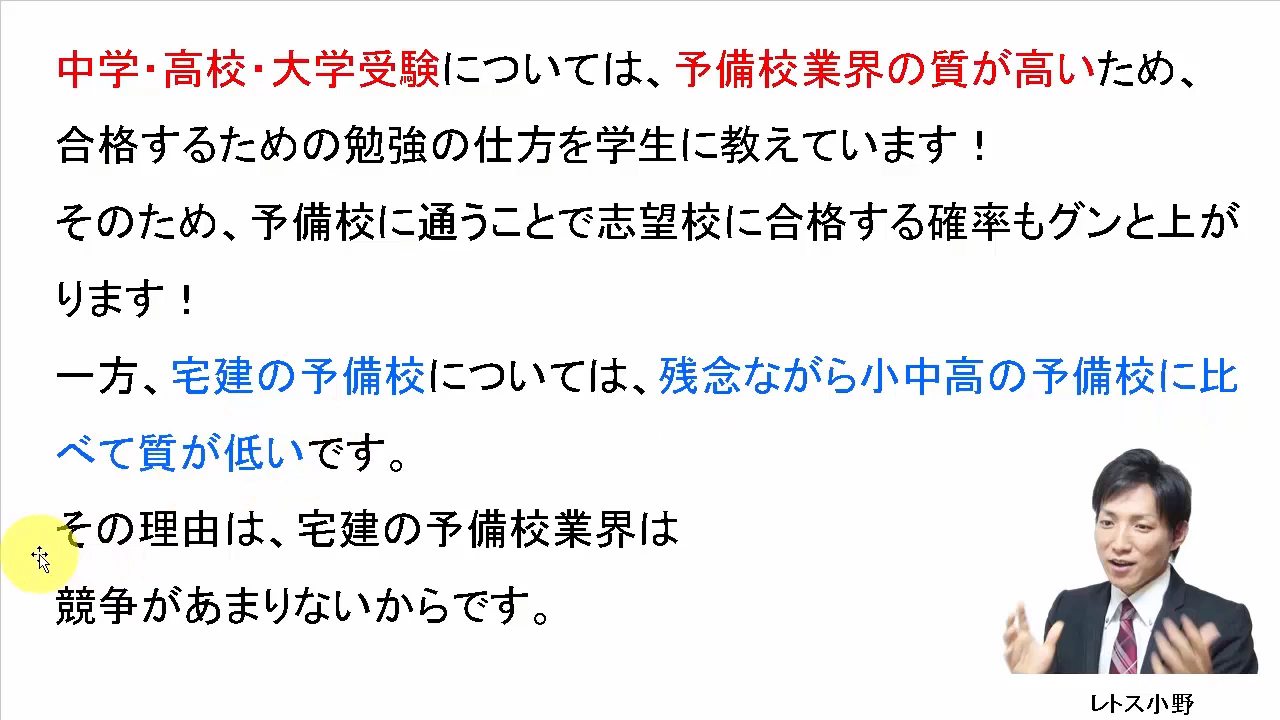 中学・高校・大学受験については、予備校業界の質が高いため、
合格するための勉強の仕方を学生に教えています！
そのため、予備校に通うことで志望校に合格する確率もグンと上が
ります！
一方、宅建の予備校については、残念ながら小中高の予備校に比
べて質が低いです。
その理由は、宅建の予備校業界は
競争があまりないからです。
レトス小野